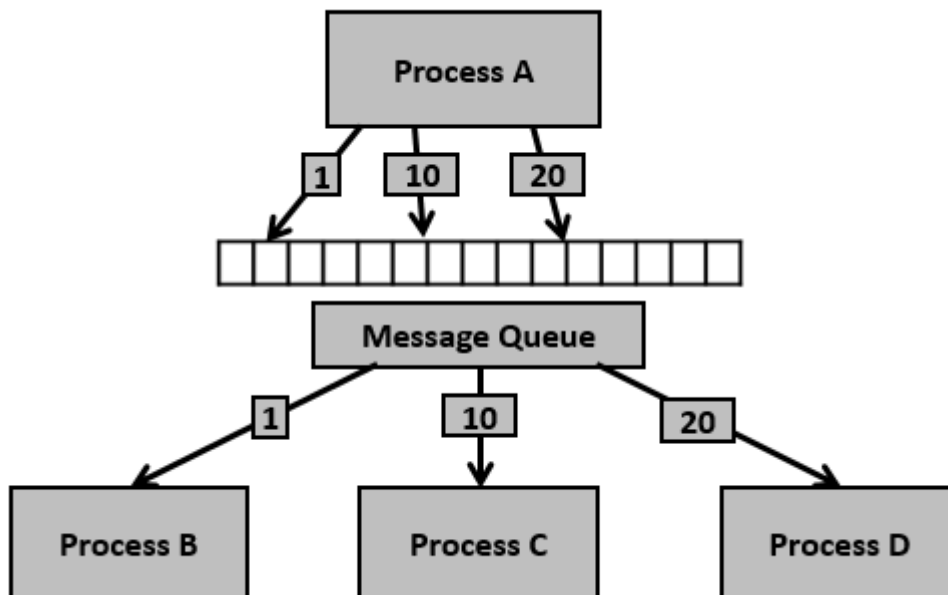 Process A
1
10
20
Message Queue
1
10
20
Process B
Process C
Process D